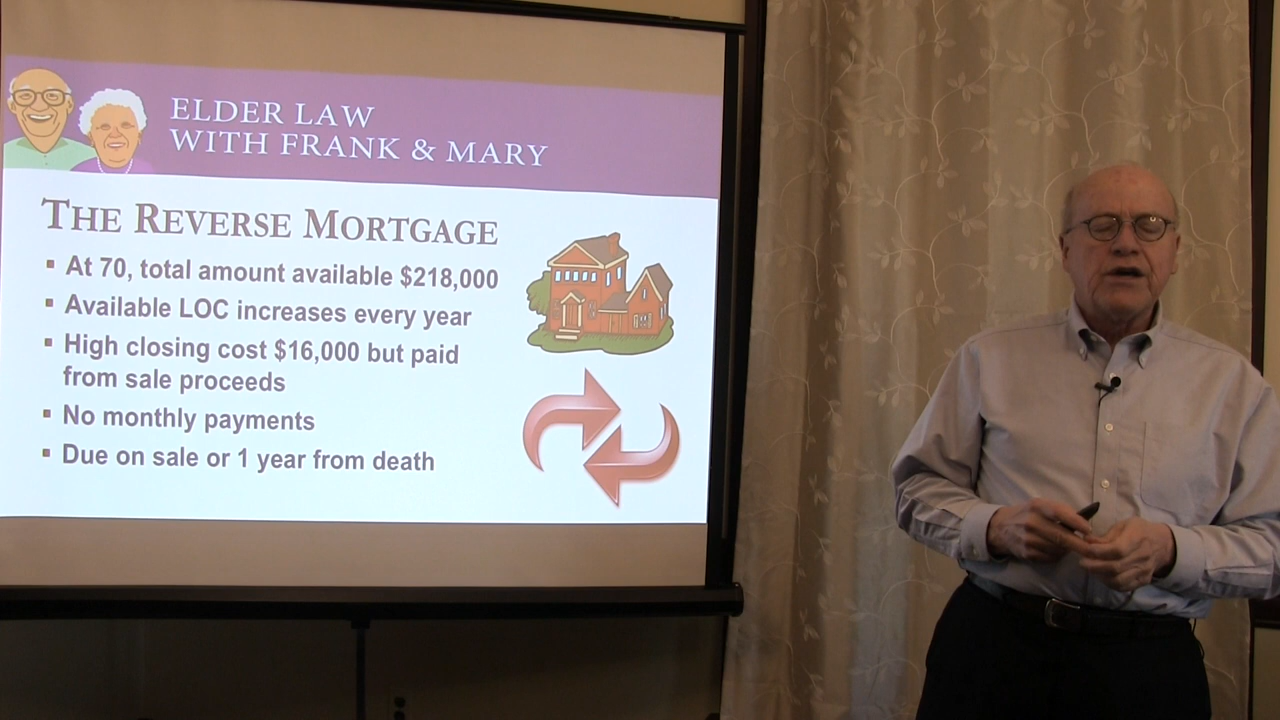 ELDER LAW
WITH FRANK & MARY
THE REVERSE MORTGAGE
▪ At 70, total amount available $218,000
▪ Available LOC increases every year
▪ High closing cost $16,000 but paid
from sale proceeds
▪ No monthly payments
▪ Due on sale or 1 year from death